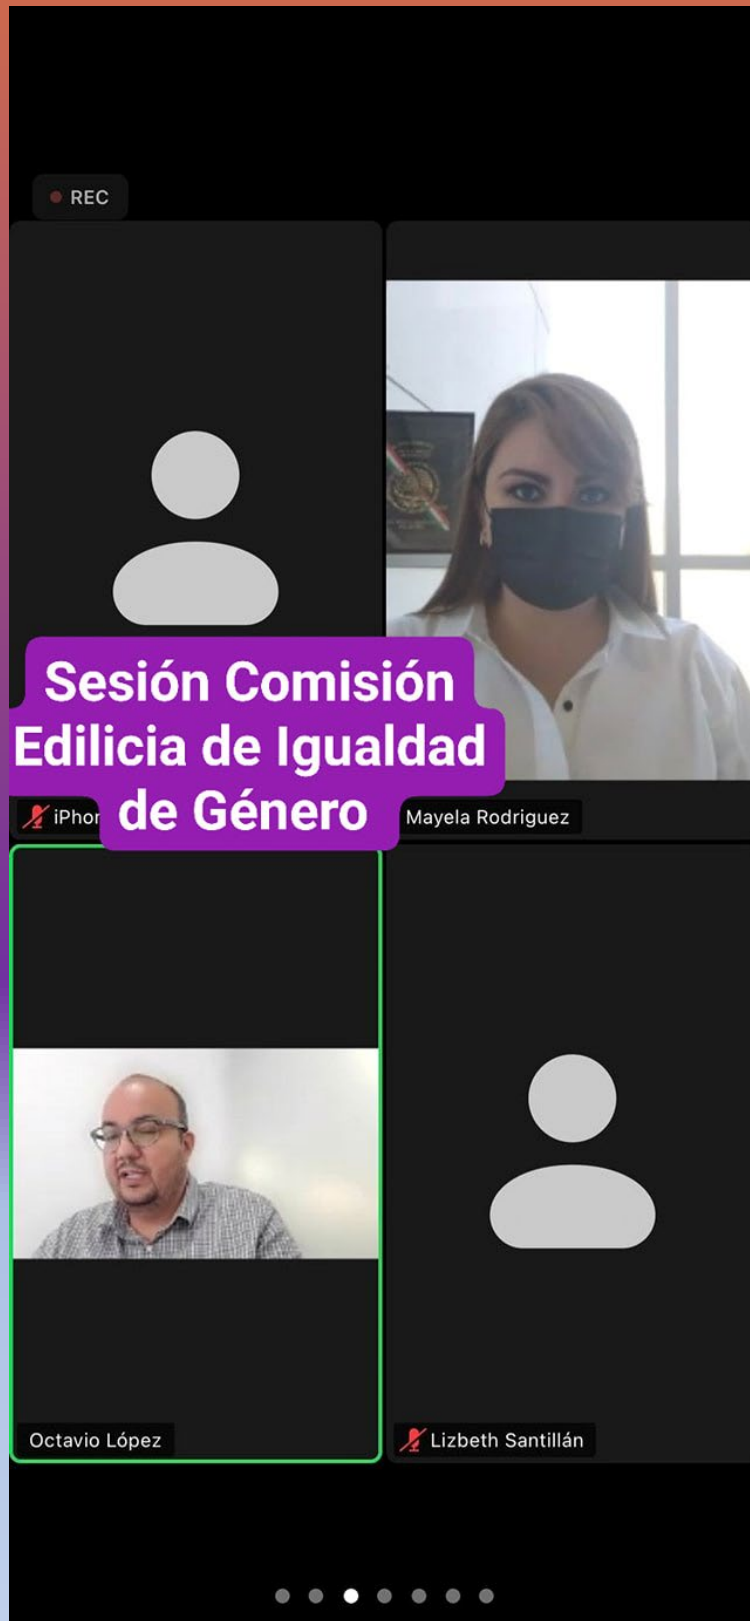 REC
Sesión Comisión
Edilicia de Igualdad
de Género
Mayela Rodriguez
Octavio López
Lizbeth Santillán